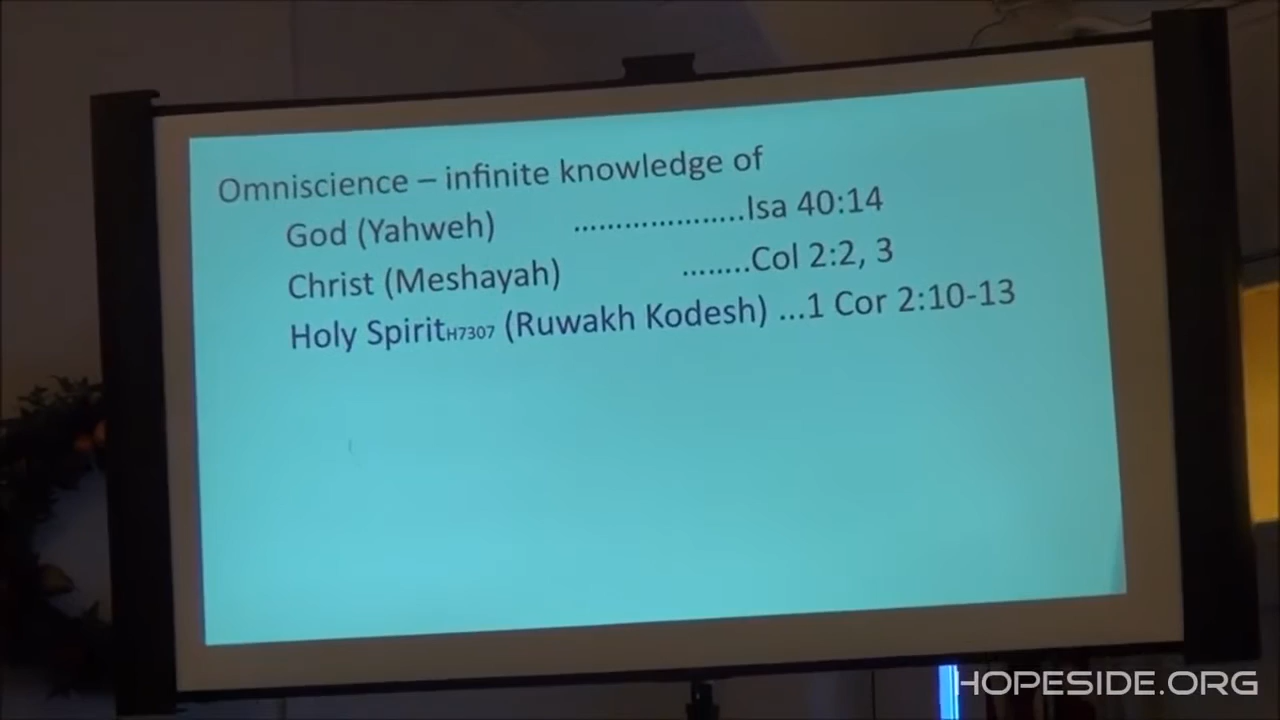 Omniscience – infinite knowledge of
God (Yahweh) ....................Isa 40:14
Christ (Meshayah) ........Col 2:2, 3
Holy SpiritH7307 (Ruwakh Kodesh) ...1 Cor 2:10-13
HOPESIDE.ORG